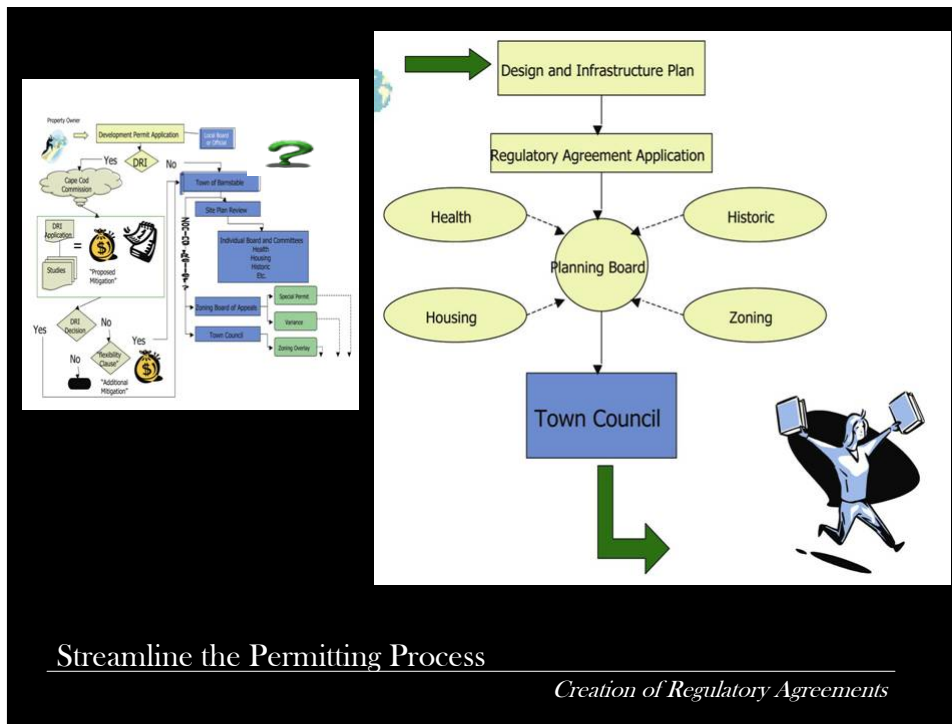 Property Owner
Development Permit Application
Local Board
or Official
Yes
DRI
No
Cape Cod
Commission
Town of Barnstable
Site Plan Review
Zoning Relief?
Individual Board and Committees
Health
Housing
Historic
Etc.
DRI
Application
=
Studies
"Proposed
Mitigation"
Zoning Board of Appeals
Special Permit
Variance
Town Council
Zoning Overlay
Yes
DRI
Decision
No
Yes
"flexibility
Clause"
No
"Additional
Mitigation"
Design and Infrastructure Plan
Regulatory Agreement Application
Health
Historic
Planning Board
Housing
Zoning
Town Council
Streamline the Permitting Process
Creation of Regulatory Agreements